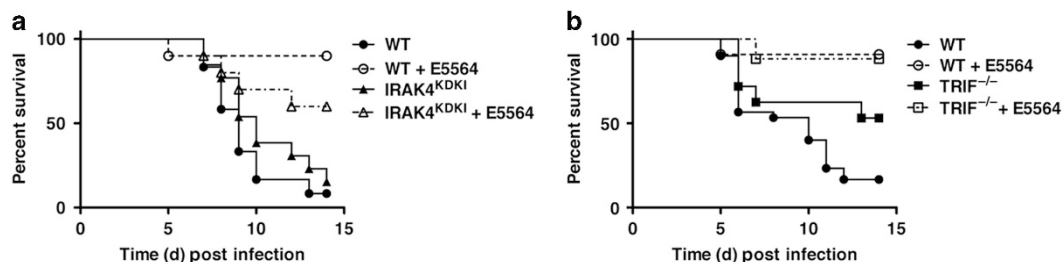 a
100
50
0
Percent survival
0 5 10 15
Time (d) post infection
WT
WT + E5564
IRAK4KDKI
IRAK4KDKI + E5564
b
100
50
0
Percent survival
0 5 10 15
Time (d) post infection
WT
WT + E5564
TRIF−/−
TRIF−/− + E5564